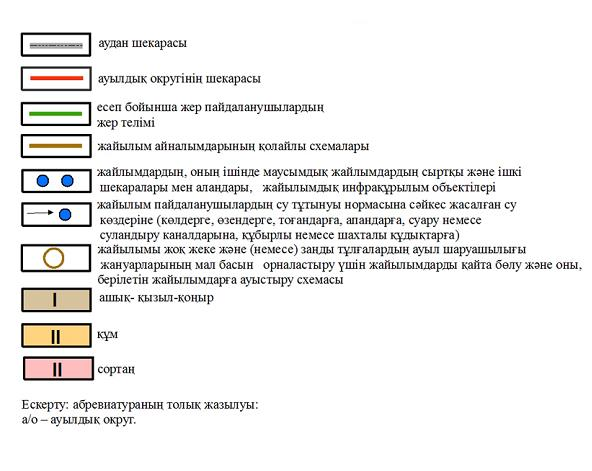 аудан шекарасы
ауылдық округінің шекарасы
есеп бойынша жер пайдаланушылардың
жер телімі
жайылым айналымдарының қолайлы схемалары
жайылмдардың, оның ішінде маусымдық жайлымдардың сыртқы және ішкі
шекаралары мен алаңдары, жайылымдық инфрақұрылым объектілері
жайылым пайдаланушылардың су тұтынуы нормасына сәйкес жасалған су
көздеріне (көлдерге, өзендерге, тоғандарға, апандарға, суару немесе
суландыру каналдарына, құбырлы немесе шахталы құдықтарға)
жайылымы жоқ жеке және (немесе) заңды тұлғалардың ауыл шаруашылығы
жануарларының мал басын орналастыру үшін жайылымдарды қайта бөлу және оны,
берілетін жайылымдарға ауыстыру схемасы
I ашық- қызыл-қоңыр
II құм
II сортаң
Ескерту: абревиатураның толық жазылуы:
а/о – ауылдық округ.